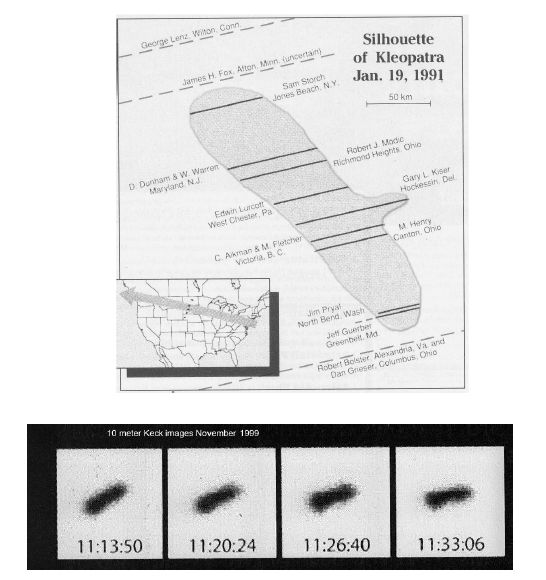 George Lenz, Wilton, Conn.
James H. Fox, Afton, Minn. (uncertain)
Silhouette
of Kleopatra
Jan. 19, 1991
Sam Storch
Jones Beach, N.Y.
50 km
Robert J. Modic
Richmond Heights, Ohio
D. Dunham & W. Warren
Maryland, N.J.
Gary L. Kiser
Hockessin, Del.
Edwin Lurcott
West Chester, Pa.
M. Henry
Canton, Ohio
C. Aikman & M. Fletcher
Victoria, B. C.
Jim Pryal
North Bend, Wash.
Jeff Guerber
Greenbelt, Md.
Robert Bolster, Alexandria, Va. and
Dan Grieser, Columbus, Ohio
10 meter Keck images November 1999
11:13:50
11:20:24
11:26:40
11:33:06